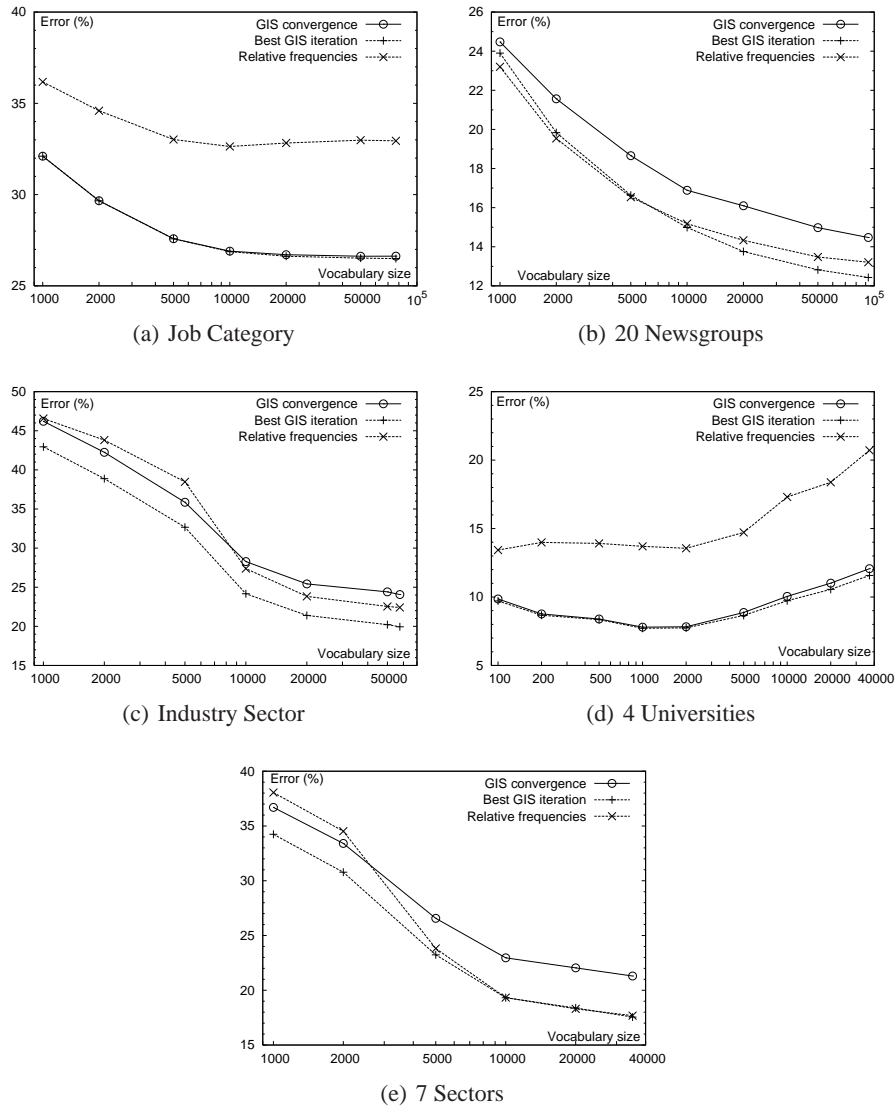 Error (%)
GIS convergence
Best GIS iteration
Relative frequencies
40
35
30
25
Vocabulary size
1000 2000 5000 10000 20000 50000 10^5
(a) Job Category
Error (%)
GIS convergence
Best GIS iteration
Relative frequencies
26
24
22
20
18
16
14
12
Vocabulary size
1000 2000 5000 10000 20000 50000 10^5
(b) 20 Newsgroups
Error (%)
GIS convergence
Best GIS iteration
Relative frequencies
50
45
40
35
30
25
20
15
Vocabulary size
1000 2000 5000 10000 20000 50000
(c) Industry Sector
Error (%)
GIS convergence
Best GIS iteration
Relative frequencies
25
20
15
10
5
Vocabulary size
100 200 500 1000 2000 5000 10000 20000 40000
(d) 4 Universities
Error (%)
GIS convergence
Best GIS iteration
Relative frequencies
40
35
30
25
20
15
Vocabulary size
1000 2000 5000 10000 20000 40000
(e) 7 Sectors